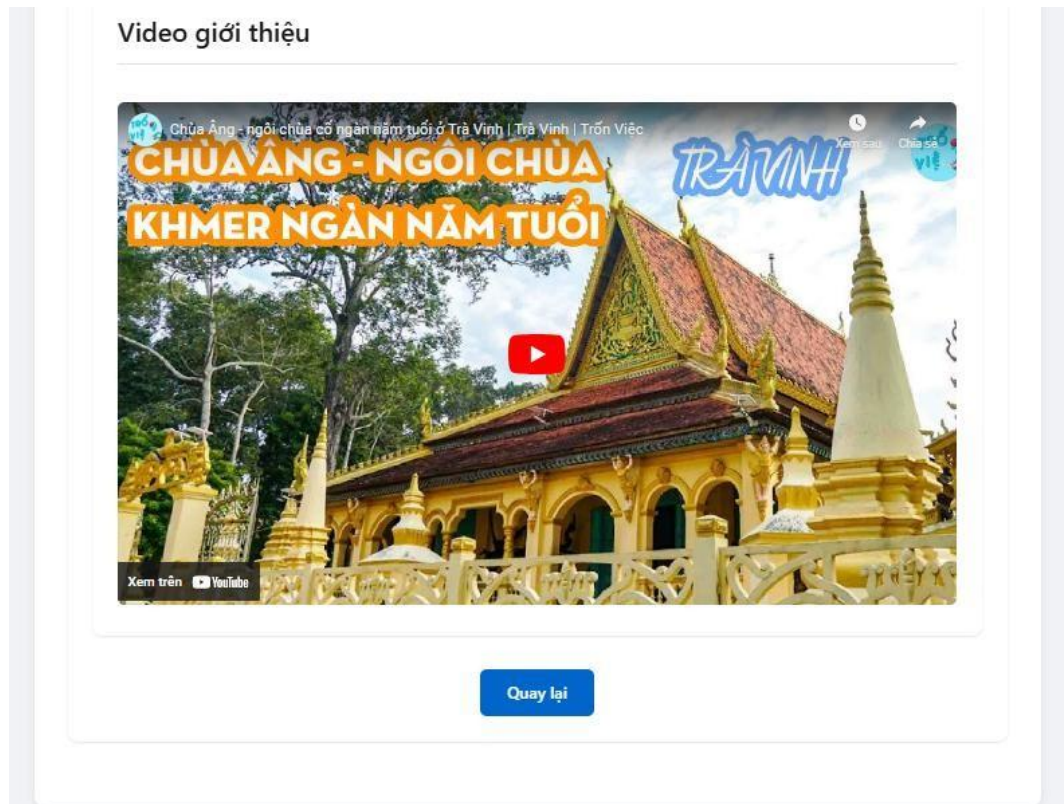 Video giới thiệu
Chùa Âng - ngôi chùa cổ ngàn năm tuổi ở Trà Vinh | Trà Vinh | Trốn Việc
Xem sau
Chia sẻ
CHÙA ÂNG - NGÔI CHÙA
KHMER NGÀN NĂM TUỔI
TRÀ VINH
Xem trên YouTube
Quay lại